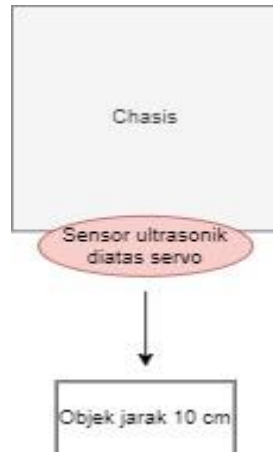 Chasis
Sensor ultrasonik
diatas servo
Objek jarak 10 cm